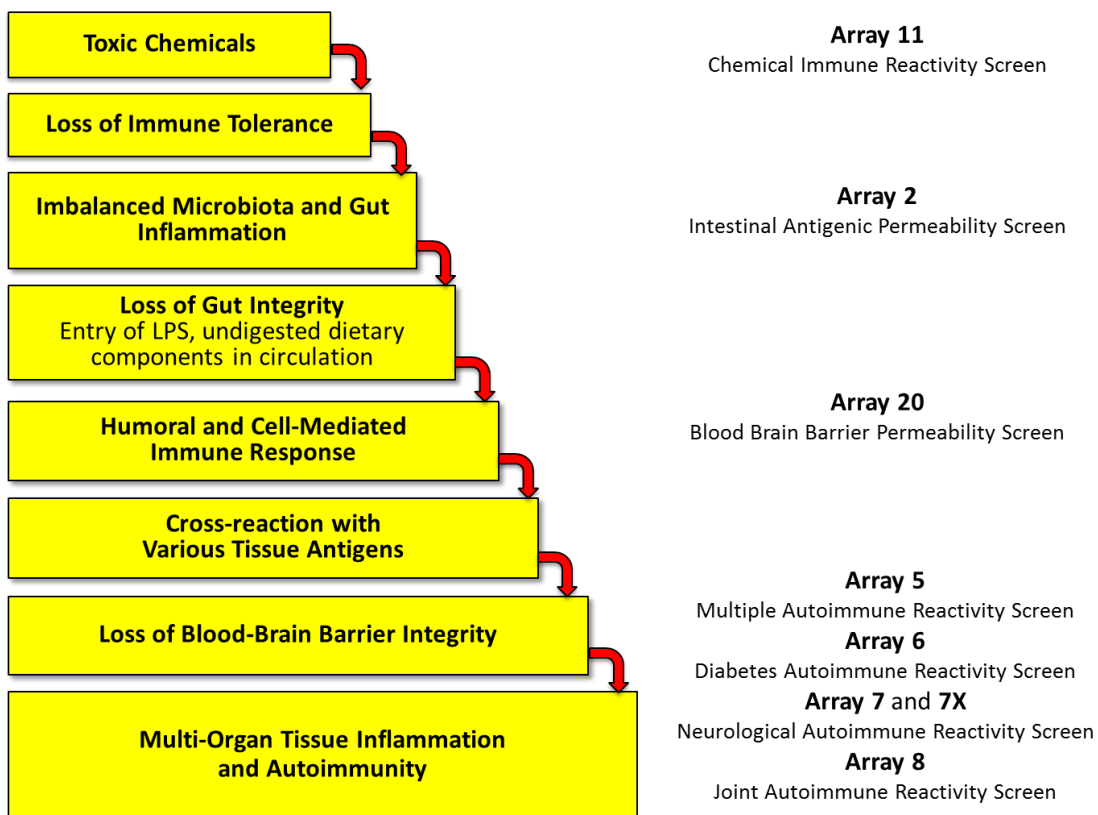 Toxic Chemicals
Loss of Immune Tolerance
Imbalanced Microbiota and Gut
Inflammation
Loss of Gut Integrity
Entry of LPS, undigested dietary
components in circulation
Humoral and Cell-Mediated
Immune Response
Cross-reaction with
Various Tissue Antigens
Loss of Blood-Brain Barrier Integrity
Multi-Organ Tissue Inflammation
and Autoimmunity
Array 11
Chemical Immune Reactivity Screen
Array 2
Intestinal Antigenic Permeability Screen
Array 20
Blood Brain Barrier Permeability Screen
Array 5
Multiple Autoimmune Reactivity Screen
Array 6
Diabetes Autoimmune Reactivity Screen
Array 7 and 7X
Neurological Autoimmune Reactivity Screen
Array 8
Joint Autoimmune Reactivity Screen